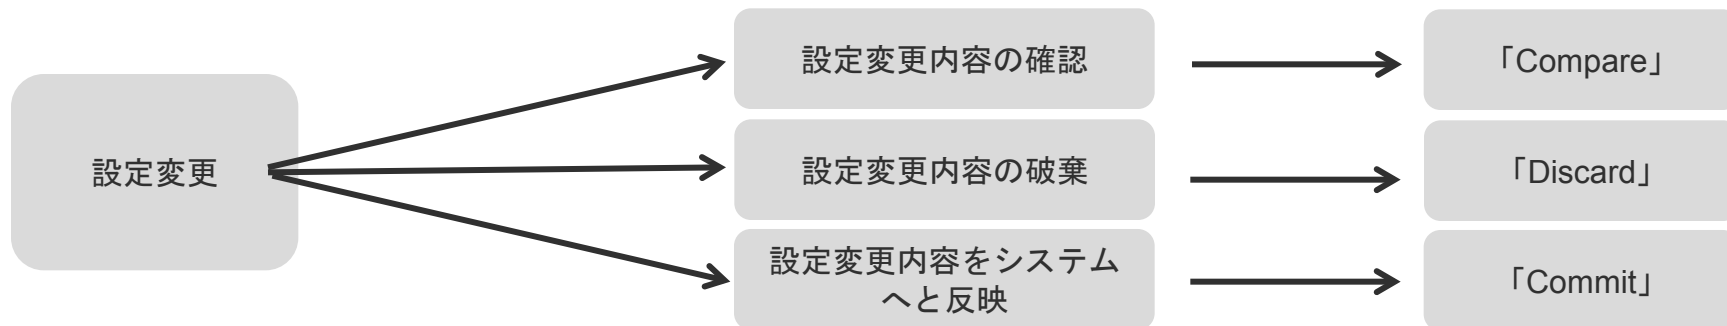 設定変更
設定変更内容の確認
「Compare」
設定変更内容の破棄
「Discard」
設定変更内容をシステム
へと反映
「Commit」